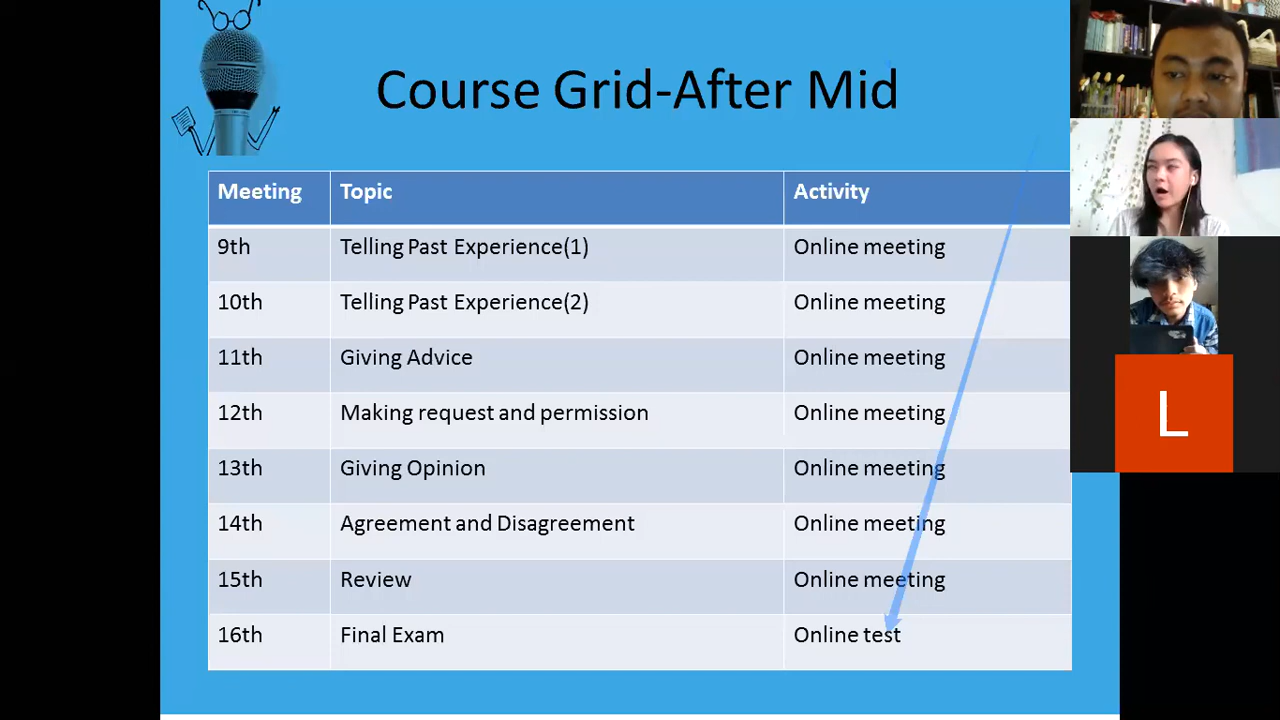 Course Grid-After Mid
Meeting Topic Activity
9th Telling Past Experience(1) Online meeting
10th Telling Past Experience(2) Online meeting
11th Giving Advice Online meeting
12th Making request and permission Online meeting
13th Giving Opinion Online meeting
14th Agreement and Disagreement Online meeting
15th Review Online meeting
16th Final Exam Online test
L